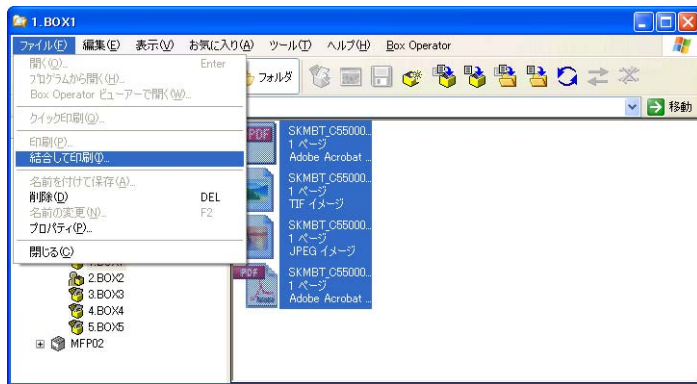 1.BOX1
ファイル(F) 編集(E) 表示(V) お気に入り(A) ツール(T) ヘルプ(H) Box Operator
開く(O)... Enter
プログラムから開く(H)...
Box Operator ビューアーで開く(W)...
クイック印刷(Q)...
印刷(P)...
結合して印刷(I)...
名前を付けて保存(A)...
削除(D) DEL
名前の変更(N)... F2
プロパティ(P)...
閉じる(C)
フォルダ
移動
PDF
SKMBT_C55000...
1 ページ
Adobe Acrobat ...
SKMBT_C55000...
1 ページ
TIF イメージ
SKMBT_C55000...
1 ページ
JPEG イメージ
PDF
SKMBT_C55000...
1 ページ
Adobe Acrobat ...
2.BOX2
3.BOX3
4.BOX4
5.BOX5
MFP02